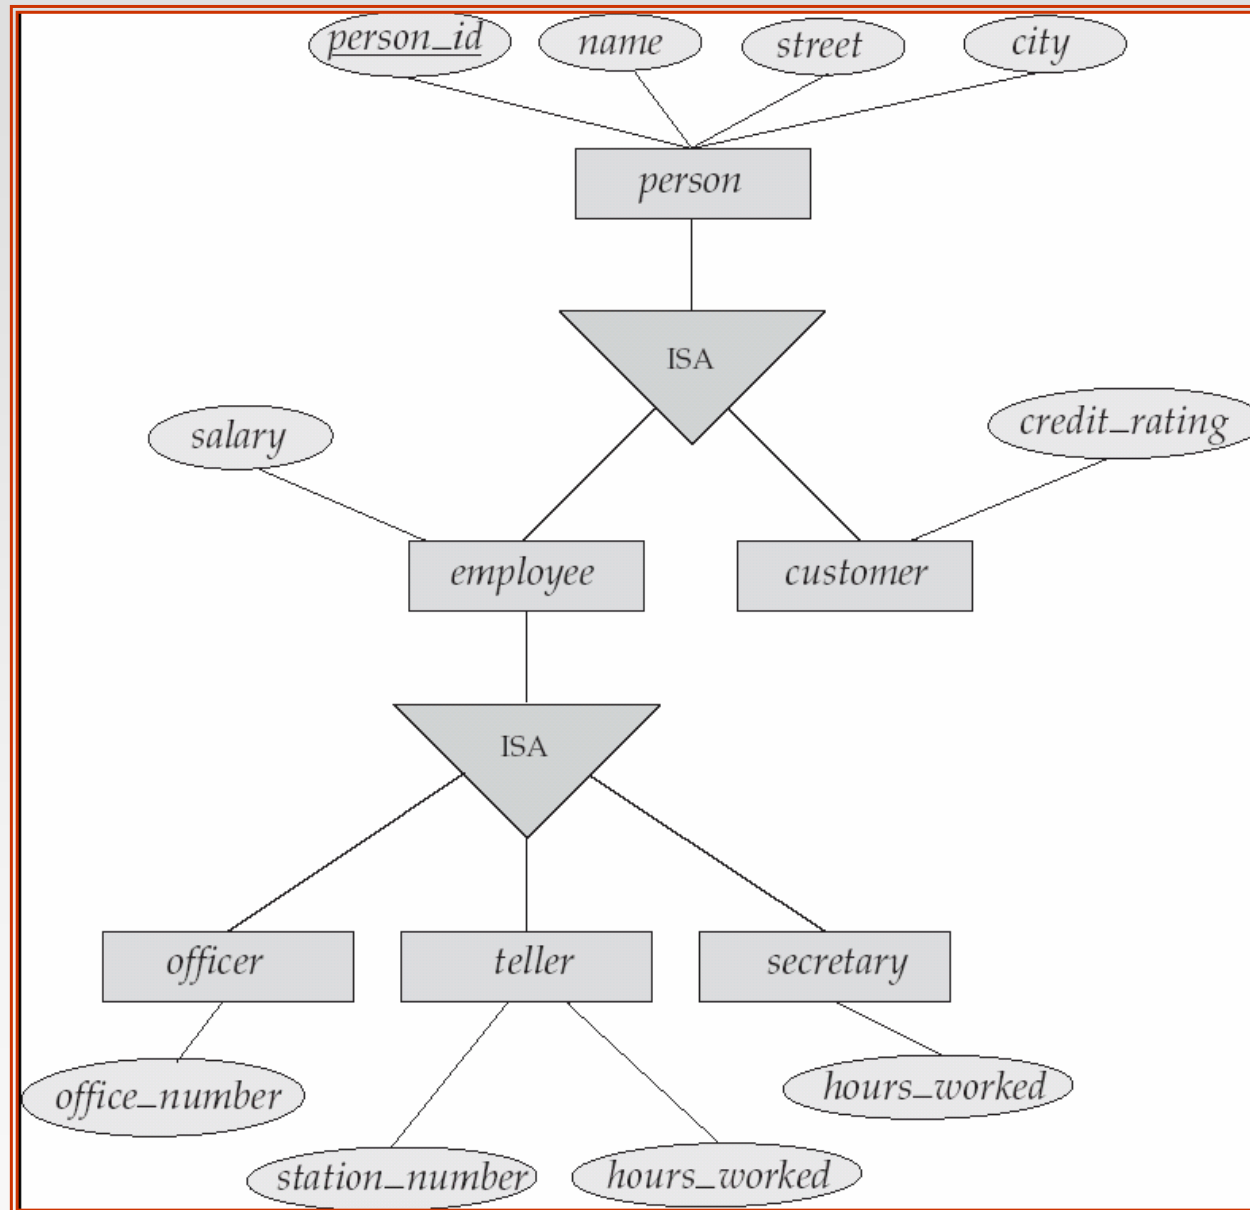 person_id
name
street
city
person
ISA
salary
credit_rating
employee
customer
ISA
officer
teller
secretary
office_number
hours_worked
station_number
hours_worked